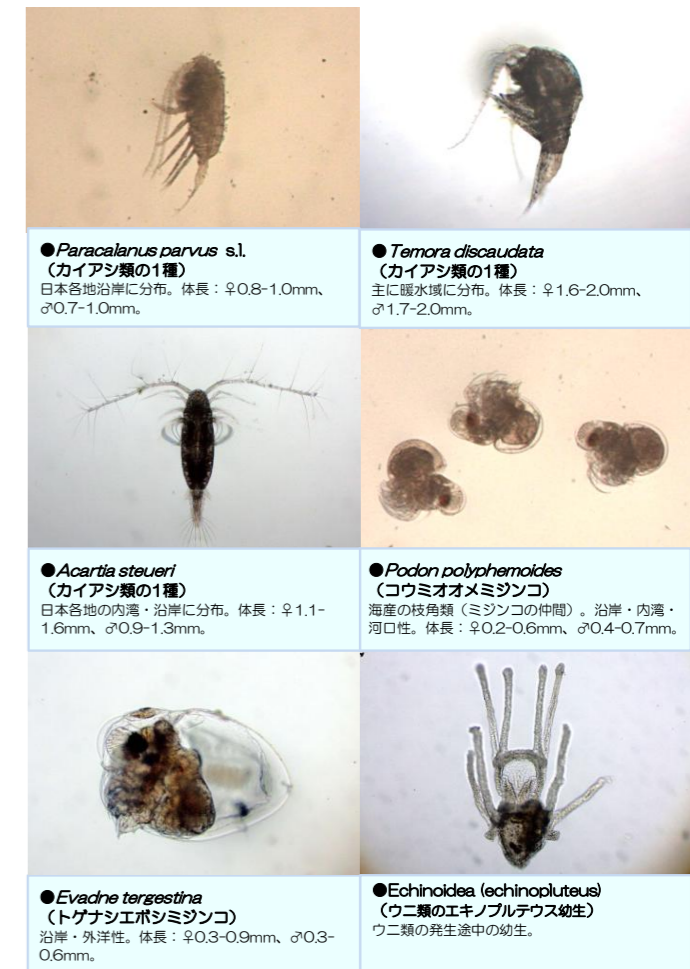 ●Paracalanus parvus s.l.
(カイアシ類の1種)
日本各地沿岸に分布。体長:♀0.8-1.0mm、
♂0.7-1.0mm。
●Temora discaudata
(カイアシ類の1種)
主に暖水域に分布。体長:♀1.6-2.0mm、
♂1.7-2.0mm。
●Acartia steueri
(カイアシ類の1種)
日本各地の内湾・沿岸に分布。体長:♀1.1-
1.6mm、♂0.9-1.3mm。
●Podon polyphemoides
(コウミオオメミジンコ)
海産の枝角類(ミジンコの仲間)。沿岸・内湾・
河口性。体長:♀0.2-0.6mm、♂0.4-0.7mm。
●Evadne tergestina
(トゲナシエボシミジンコ)
沿岸・外洋性。体長:♀0.3-0.9mm、♂0.3-
0.6mm。
●Echinoidea (echinopluteus)
(ウニ類のエキノプルテウス幼生)
ウニ類の発生途中の幼生。